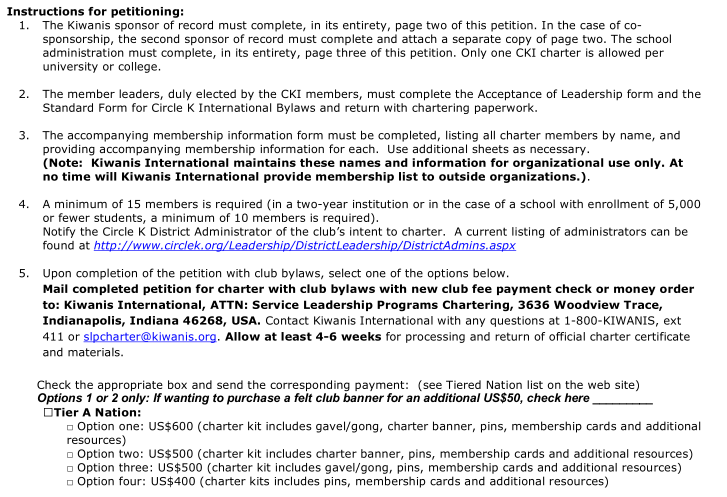 Instructions for petitioning:
1. The Kiwanis sponsor of record must complete, in its entirety, page two of this petition. In the case of co-
sponsorship, the second sponsor of record must complete and attach a separate copy of page two. The school
administration must complete, in its entirety, page three of this petition. Only one CKI charter is allowed per
university or college.
2. The member leaders, duly elected by the CKI members, must complete the Acceptance of Leadership form and the
Standard Form for Circle K International Bylaws and return with chartering paperwork.
3. The accompanying membership information form must be completed, listing all charter members by name, and
providing accompanying membership information for each. Use additional sheets as necessary.
(Note: Kiwanis International maintains these names and information for organizational use only. At
no time will Kiwanis International provide membership list to outside organizations.).
4. A minimum of 15 members is required (in a two-year institution or in the case of a school with enrollment of 5,000
or fewer students, a minimum of 10 members is required).
Notify the Circle K District Administrator of the club's intent to charter. A current listing of administrators can be
found at http://www.circlek.org/Leadership/DistrictLeadership/DistrictAdmins.aspx
5. Upon completion of the petition with club bylaws, select one of the options below.
Mail completed petition for charter with club bylaws with new club fee payment check or money order
to: Kiwanis International, ATTN: Service Leadership Programs Chartering, 3636 Woodview Trace,
Indianapolis, Indiana 46268, USA. Contact Kiwanis International with any questions at 1-800-KIWANIS, ext
411 or slpcharter@kiwanis.org. Allow at least 4-6 weeks for processing and return of official charter certificate
and materials.
Check the appropriate box and send the corresponding payment: (see Tiered Nation list on the web site)
Options 1 or 2 only: If wanting to purchase a felt club banner for an additional US$50, check here _________
☐Tier A Nation:
□ Option one: US$600 (charter kit includes gavel/gong, charter banner, pins, membership cards and additional
resources)
□ Option two: US$500 (charter kit includes charter banner, pins, membership cards and additional resources)
□ Option three: US$500 (charter kit includes gavel/gong, pins, membership cards and additional resources)
□ Option four: US$400 (charter kits includes pins, membership cards and additional resources)